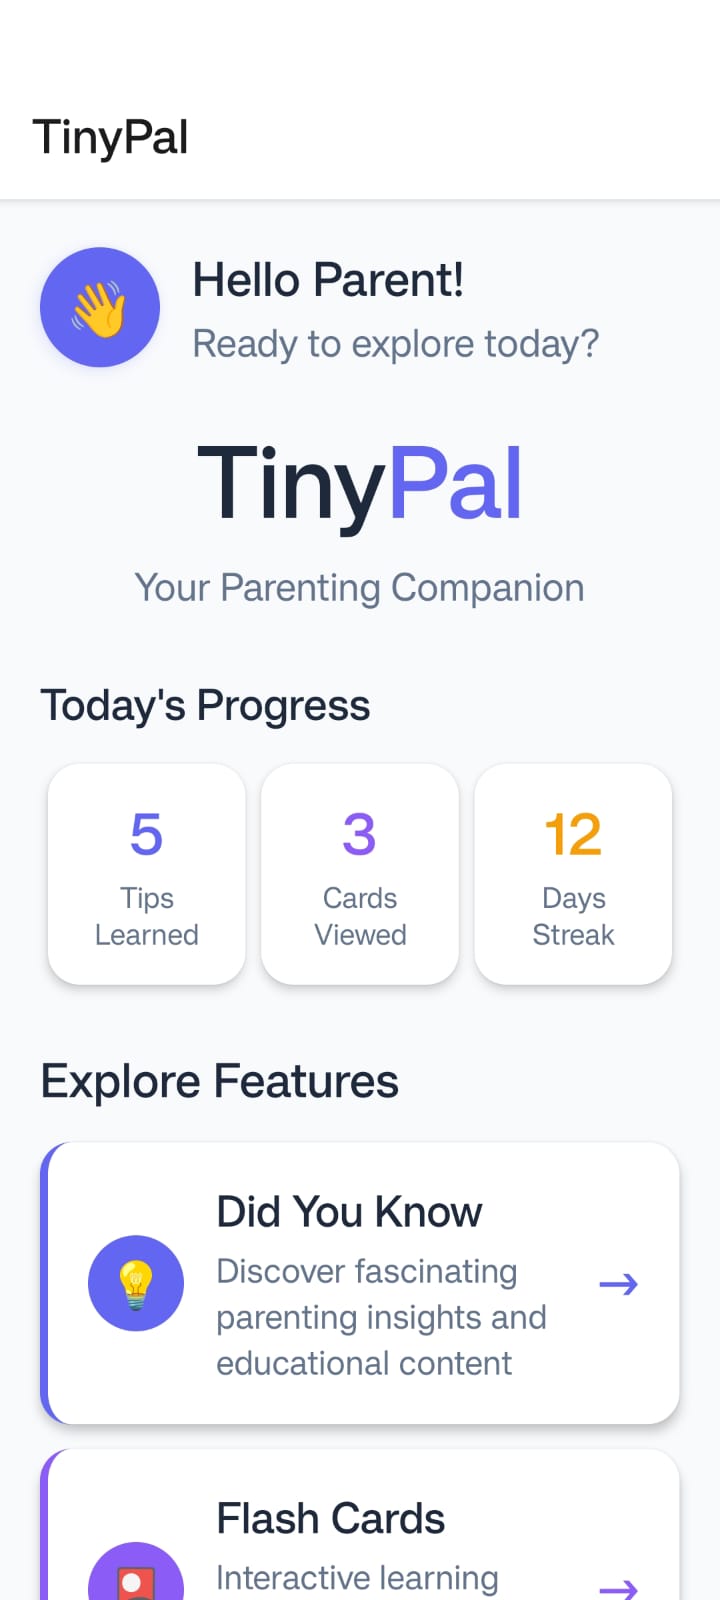 TinyPal
Hello Parent!
Ready to explore today?
TinyPal
Your Parenting Companion
Today's Progress
5
Tips
Learned
3
Cards
Viewed
12
Days
Streak
Explore Features
Did You Know
Discover fascinating
parenting insights and
educational content
→
Flash Cards
Interactive learning
→